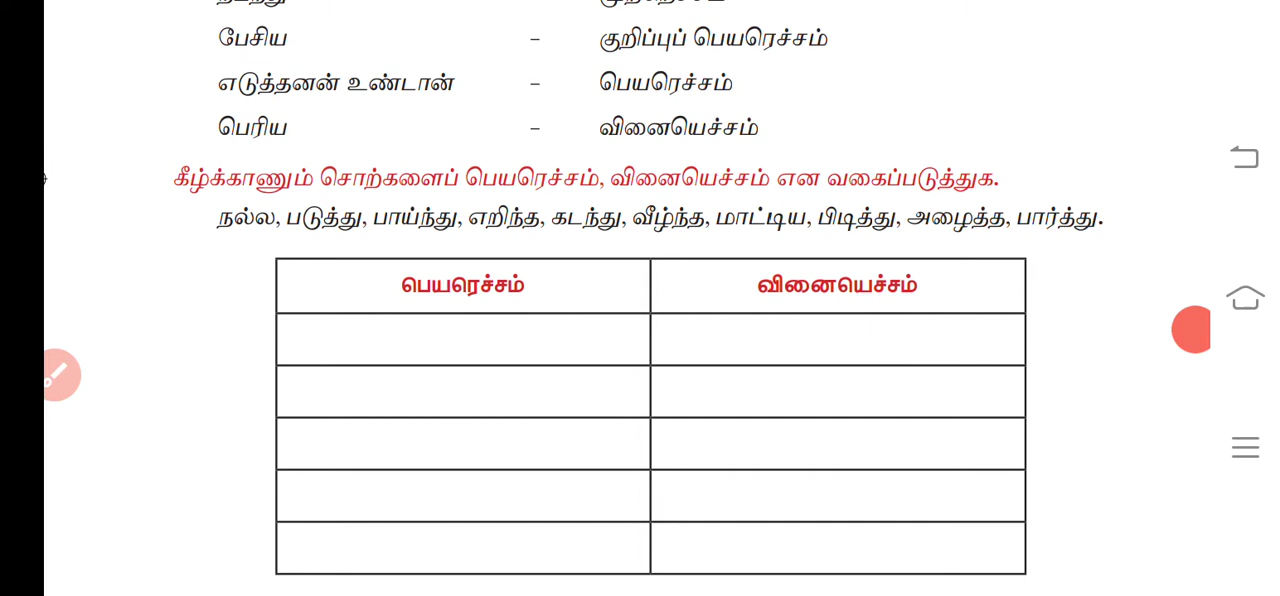 பேசிய - குறிப்புப் பெயரெச்சம்
எடுத்தனன் உண்டான் - பெயரெச்சம்
பெரிய - வினையெச்சம்
கீழ்க்காணும் சொற்களைப் பெயரெச்சம், வினையெச்சம் என வகைப்படுத்துக.
நல்ல, படுத்து, பாய்ந்து, எறிந்த, கடந்து, வீழ்ந்த, மாட்டிய, பிடித்து, அழைத்த, பார்த்து.
பெயரெச்சம் வினையெச்சம்